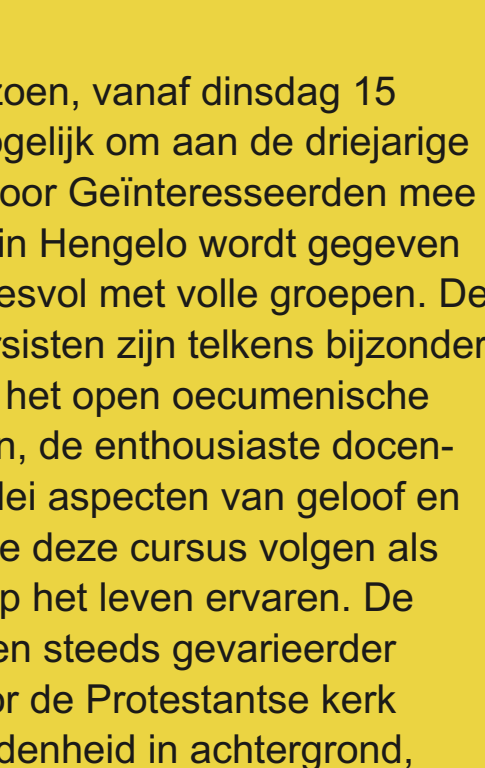 zoen, vanaf dinsdag 15
ogelijk om aan de driejarige
oor Geïnteresseerden mee
in Hengelo wordt gegeven
esvol met volle groepen. De
rsisten zijn telkens bijzonder
het open oecumenische
n, de enthousiaste docen-
lei aspecten van geloof en
e deze cursus volgen als
p het leven ervaren. De
en steeds gevarieerder
or de Protestantse kerk
denheid in achtergrond,